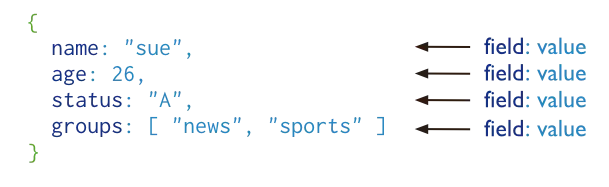 {
name: "sue", field: value
age: 26, field: value
status: "A", field: value
groups: [ "news", "sports" ] field: value
}